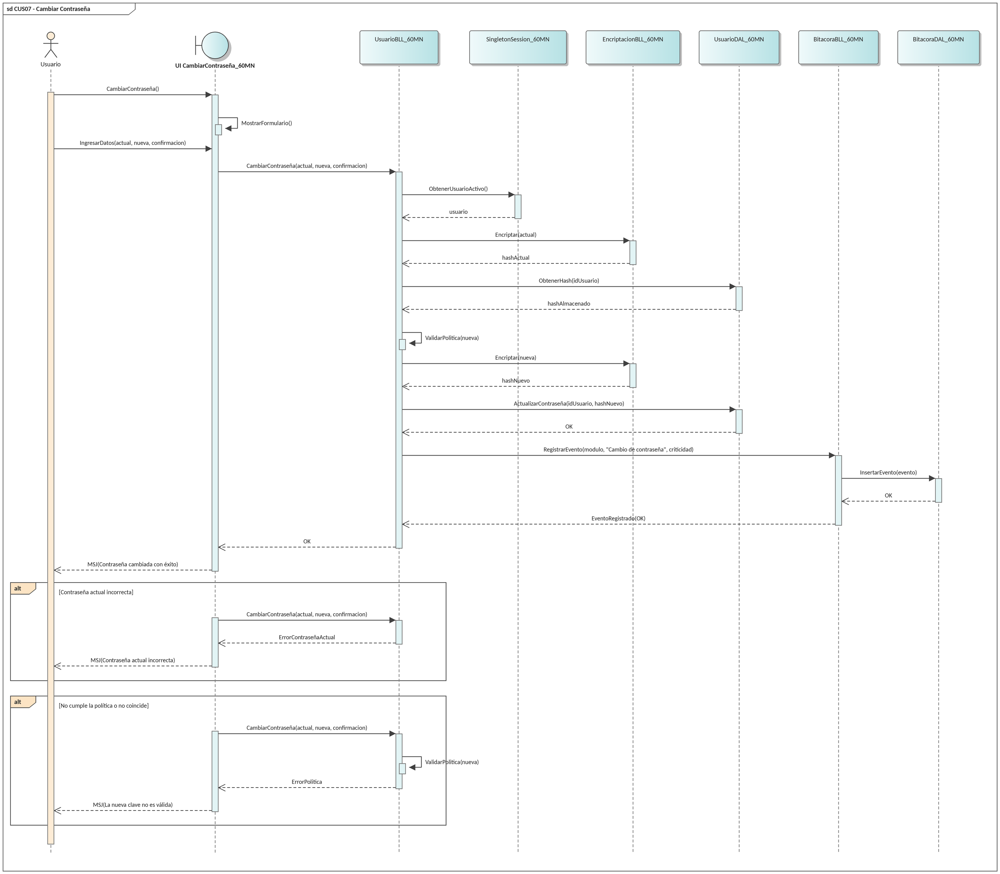 sd CUS07 - Cambiar Contraseña
Usuario
UI CambiarContraseña_60MN
UsuarioBLL_60MN
SingletonSession_60MN
EncriptacionBLL_60MN
UsuarioDAL_60MN
BitacoraBLL_60MN
BitacoraDAL_60MN
CambiarContraseña()
MostrarFormulario()
IngresarDatos(actual, nueva, confirmacion)
CambiarContraseña(actual, nueva, confirmacion)
ObtenerUsuarioActivo()
usuario
Encriptar(actual)
hashActual
ObtenerHash(idUsuario)
hashAlmacenado
ValidarPolitica(nueva)
Encriptar(nueva)
hashNuevo
ActualizarContraseña(idUsuario, hashNuevo)
OK
RegistrarEvento(modulo, "Cambio de contraseña", criticidad)
InsertarEvento(evento)
OK
EventoRegistrado(OK)
OK
MSJ(Contraseña cambiada con éxito)
alt
[Contraseña actual incorrecta]
CambiarContraseña(actual, nueva, confirmacion)
ErrorContraseñaActual
MSJ(Contraseña actual incorrecta)
alt
[No cumple la política o no coincide]
CambiarContraseña(actual, nueva, confirmacion)
ValidarPolitica(nueva)
ErrorPolitica
MSJ(La nueva clave no es válida)